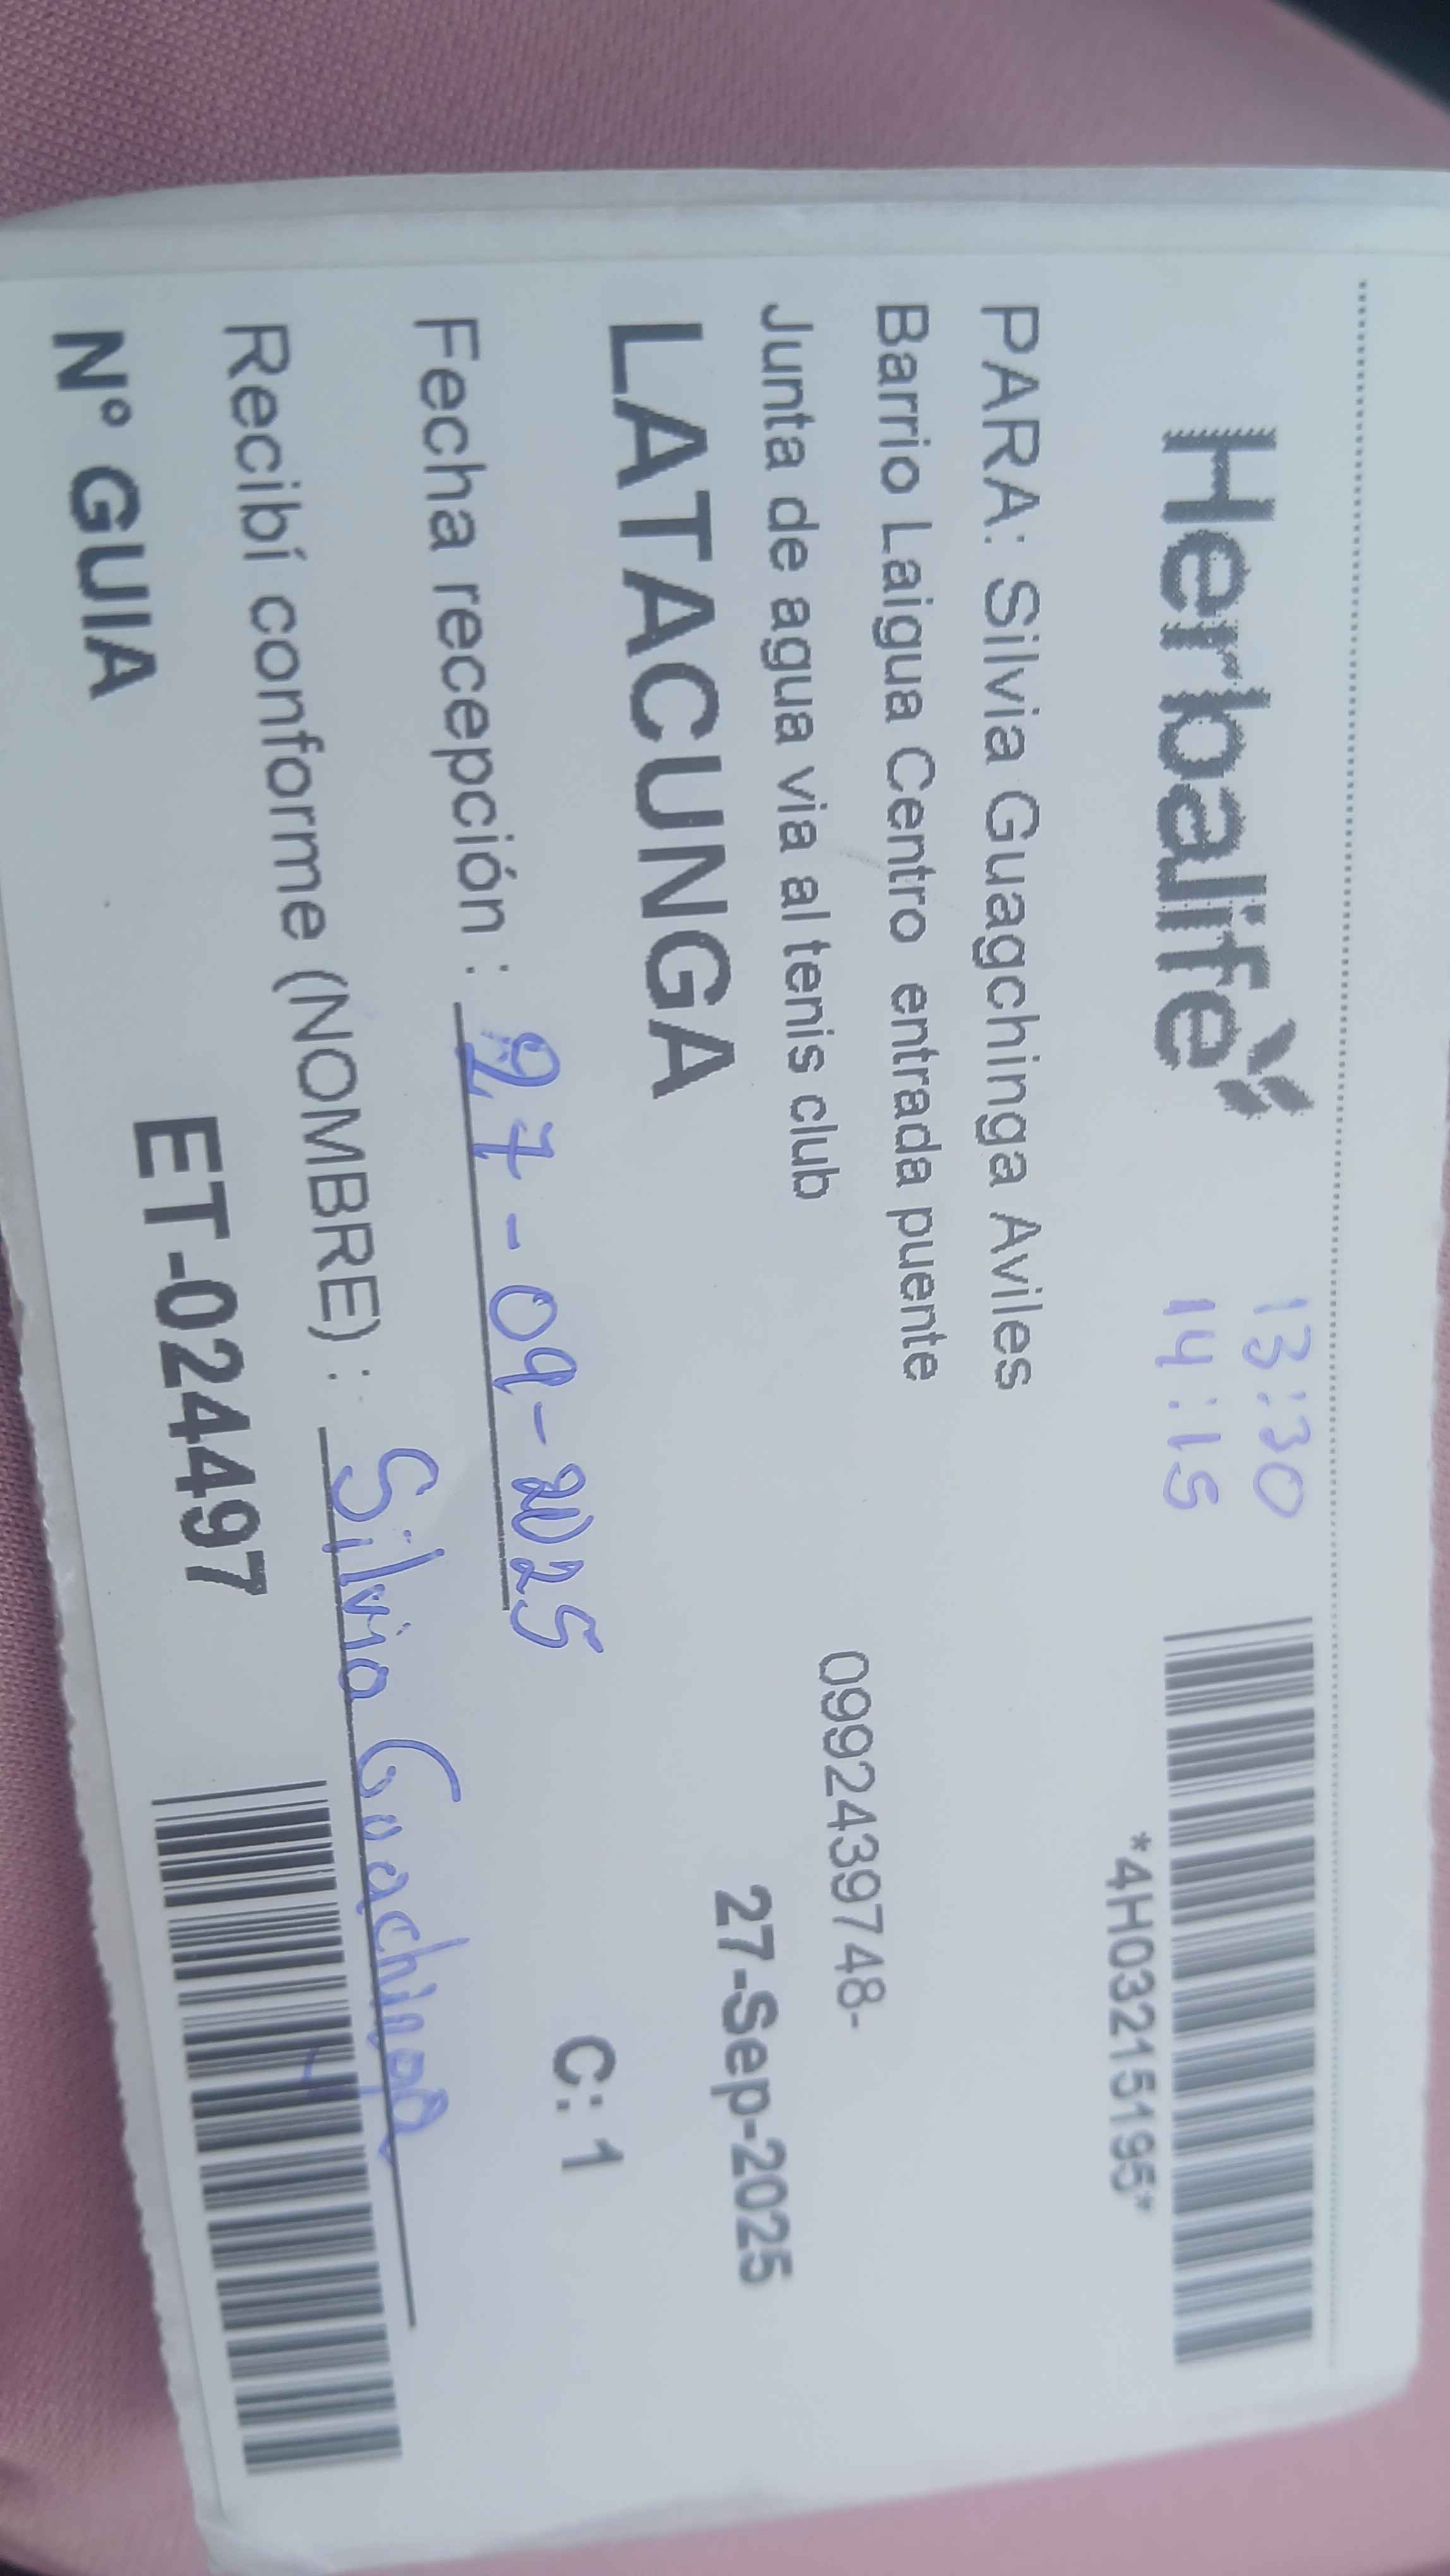 Herbalife
13:30
14:15
*4H03215195*
PARA: Silvia Guagchinga Aviles
Barrio Laigua Centro entrada puente
Junta de agua via al tenis club
0992439748-
LATACUNGA
27-Sep-2025
Fecha recepción : 27-09-2025
C: 1
Recibí conforme (NOMBRE) : Silvia Guachinga
N° GUIA
ET-024497